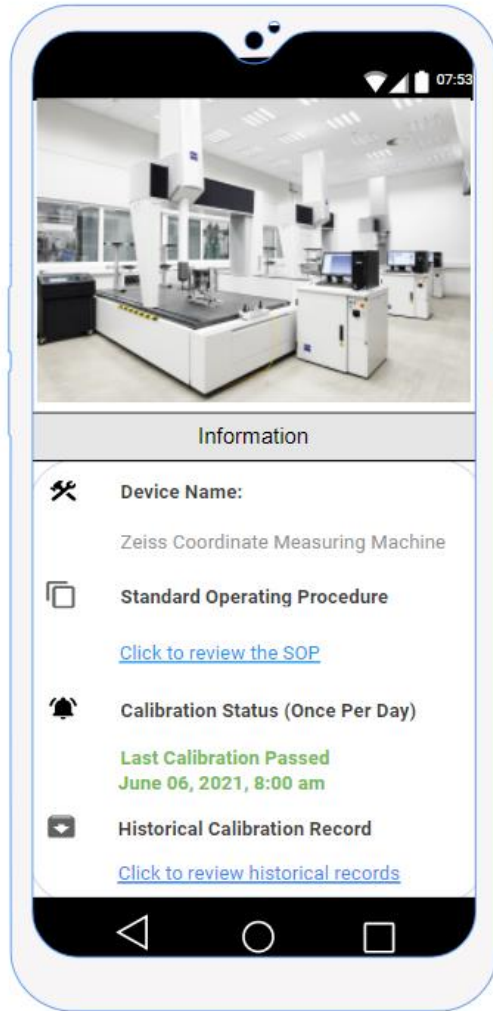 07:53
Information
Device Name:
Zeiss Coordinate Measuring Machine
Standard Operating Procedure
Click to review the SOP
Calibration Status (Once Per Day)
Last Calibration Passed
June 06, 2021, 8:00 am
Historical Calibration Record
Click to review historical records